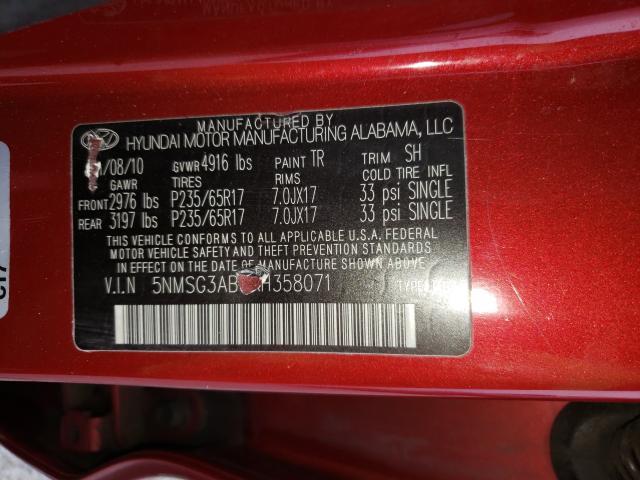 MANUFACTURED BY
HYUNDAI MOTOR MANUFACTURING ALABAMA, LLC
/08/10 GVWR 4916 lbs PAINT TR TRIM SH
GAWR TIRES RIMS COLD TIRE INFL
FRONT 2976 lbs P235/65R17 7.0JX17 33 psi SINGLE
REAR 3197 lbs P235/65R17 7.0JX17 33 psi SINGLE
THIS VEHICLE CONFORMS TO ALL APPLICABLE U.S.A. FEDERAL
MOTOR VEHICLE SAFETY AND THEFT PREVENTION STANDARDS
IN EFFECT ON THE DATE OF MANUFACTURE SHOWN ABOVE
V.I.N 5NMSG3AB H358071
C17